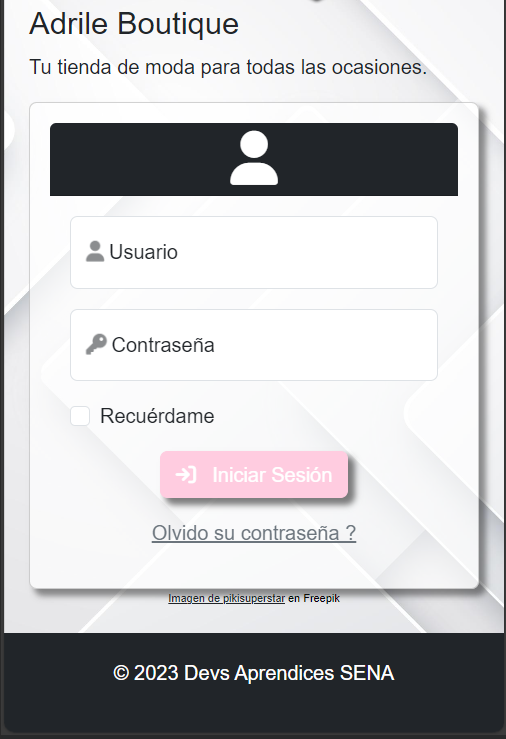 Adrile Boutique
Tu tienda de moda para todas las ocasiones.
Usuario
Contraseña
Recuérdame
Iniciar Sesión
Olvido su contraseña ?
Imagen de pikisuperstar en Freepik
© 2023 Devs Aprendices SENA